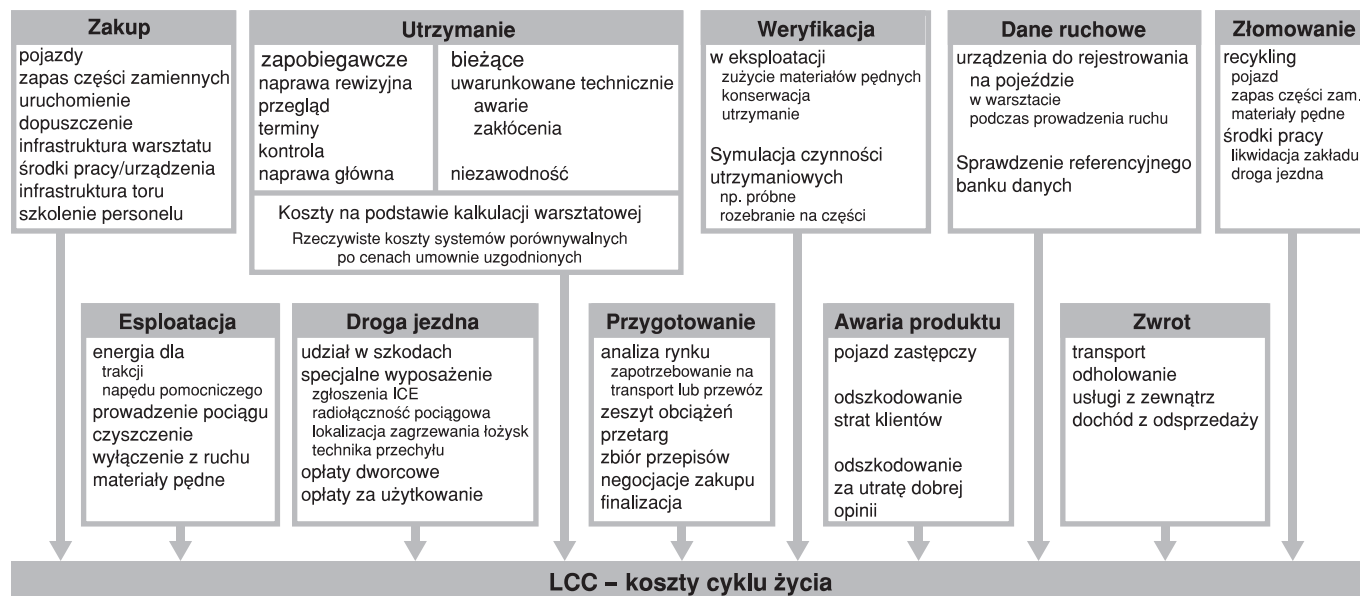 Zakup
pojazdy
zapas części zamiennych
uruchomienie
dopuszczenie
infrastruktura warsztatu
środki pracy/urządzenia
infrastruktura toru
szkolenie personelu
Utrzymanie
zapobiegawcze
naprawa rewizyjna
przegląd
terminy
kontrola
naprawa główna
bieżące
uwarunkowane technicznie
awarie
zakłócenia
niezawodność
Koszty na podstawie kalkulacji warsztatowej
Rzeczywiste koszty systemów porównywalnych
po cenach umownie uzgodnionych
Weryfikacja
w eksploatacji
zużycie materiałów pędnych
konserwacja
utrzymanie
Symulacja czynności
utrzymaniowych
np. próbne
rozebranie na części
Dane ruchowe
urządzenia do rejestrowania
na pojeździe
w warsztacie
podczas prowadzenia ruchu
Sprawdzenie referencyjnego
banku danych
Złomowanie
recykling
pojazd
zapas części zam.
materiały pędne
środki pracy
likwidacja zakładu
droga jezdna
Esploatacja
energia dla
trakcji
napędu pomocniczego
prowadzenie pociągu
czyszczenie
wyłączenie z ruchu
materiały pędne
Droga jezdna
udział w szkodach
specjalne wyposażenie
zgłoszenia ICE
radiołączność pociągowa
lokalizacja zagrzewania łożysk
technika przechyłu
opłaty dworcowe
opłaty za użytkowanie
Przygotowanie
analiza rynku
zapotrzebowanie na
transport lub przewóz
zeszyt obciążeń
przetarg
zbiór przepisów
negocjacje zakupu
finalizacja
Awaria produktu
pojazd zastępczy
odszkodowanie
strat klientów
odszkodowanie
za utratę dobrej
opinii
Zwrot
transport
odholowanie
usługi z zewnątrz
dochód z odsprzedaży
LCC – koszty cyklu życia